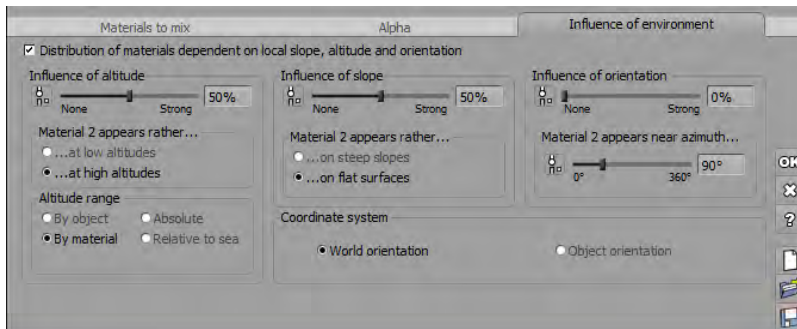 Materials to mix
Alpha
Influence of environment
Distribution of materials dependent on local slope, altitude and orientation
Influence of altitude
50%
None
Strong
Material 2 appears rather...
...at low altitudes
...at high altitudes
Altitude range
By object
Absolute
By material
Relative to sea
Influence of slope
50%
None
Strong
Material 2 appears rather...
...on steep slopes
...on flat surfaces
Influence of orientation
0%
None
Strong
Material 2 appears near azimuth...
90°
0°
360°
Coordinate system
World orientation
Object orientation
OK
?